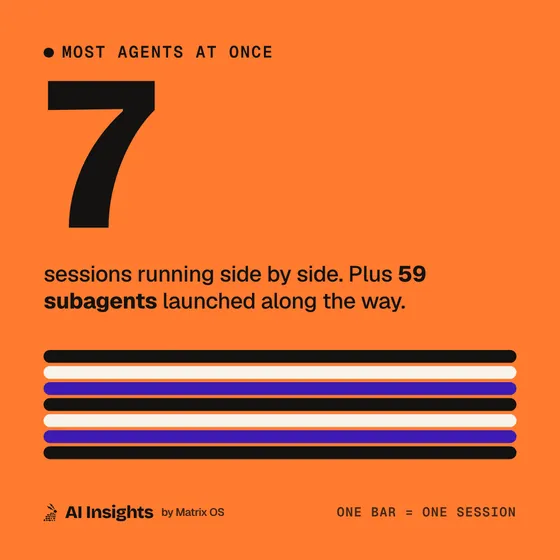 MOST AGENTS AT ONCE
7
sessions running side by side. Plus 59
subagents launched along the way.
AI Insights by Matrix OS
ONE BAR = ONE SESSION